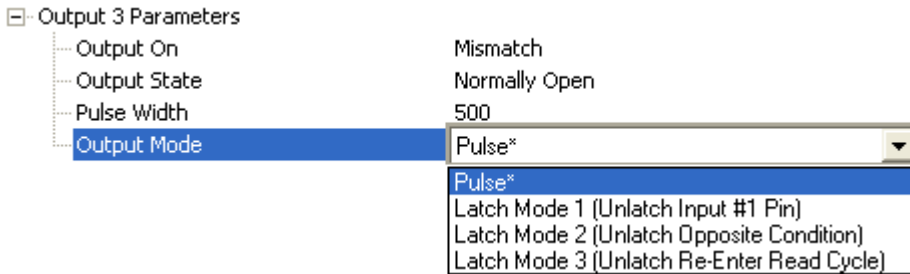 Output 3 Parameters
Output On Mismatch
Output State Normally Open
Pulse Width 500
Output Mode Pulse*
Pulse*
Latch Mode 1 (Unlatch Input #1 Pin)
Latch Mode 2 (Unlatch Opposite Condition)
Latch Mode 3 (Unlatch Re-Enter Read Cycle)